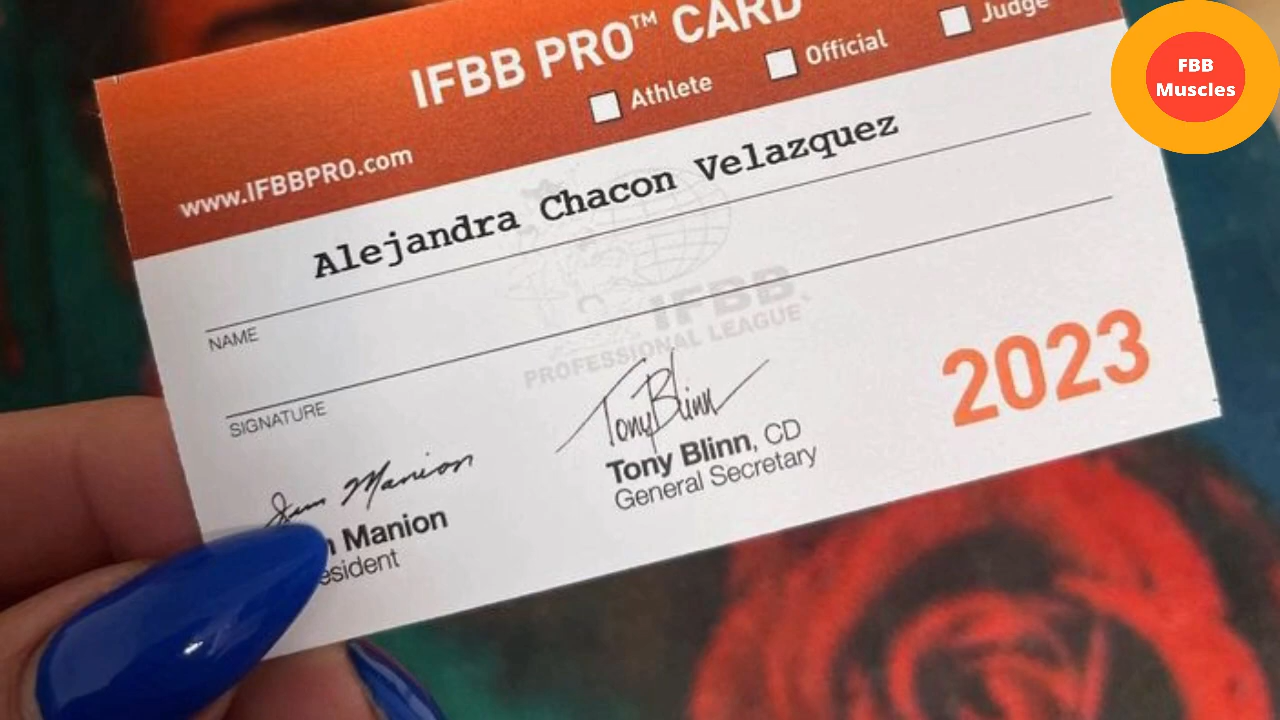 IFBB PRO™ CARD
Athlete
Official
Judge
www.IFBBPRO.com
Alejandra Chacon Velazquez
NAME
IFBB
PROFESSIONAL LEAGUE
SIGNATURE
2023
Jim Manion
Tony Blinn
Manion
Tony Blinn, CD
General Secretary
FBB
Muscles